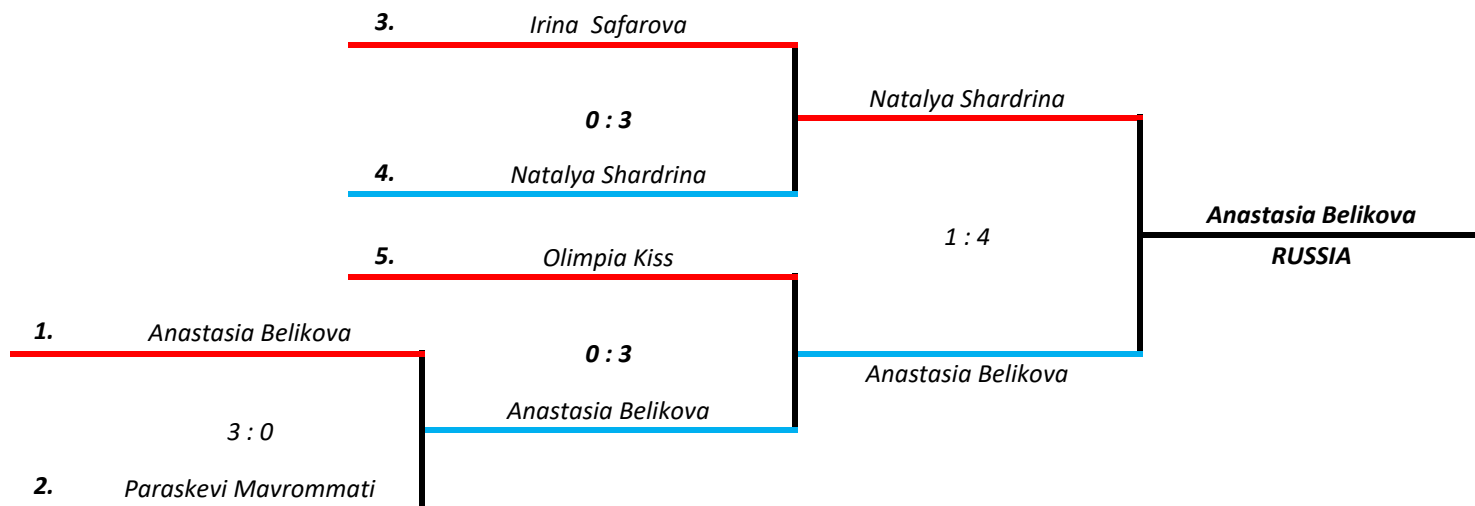 3. Irina Safarova
0 : 3
Natalya Shardrina
4. Natalya Shardrina
Anastasia Belikova
1 : 4
RUSSIA
5. Olimpia Kiss
1. Anastasia Belikova
0 : 3
Anastasia Belikova
Anastasia Belikova
3 : 0
2. Paraskevi Mavrommati